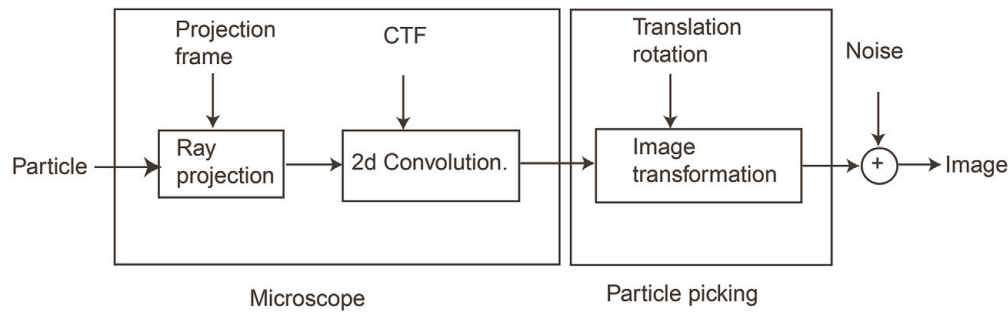 Projection
frame
CTF
Translation
rotation
Noise
Particle
Ray
projection
2d Convolution.
Image
transformation
+
Image
Microscope
Particle picking